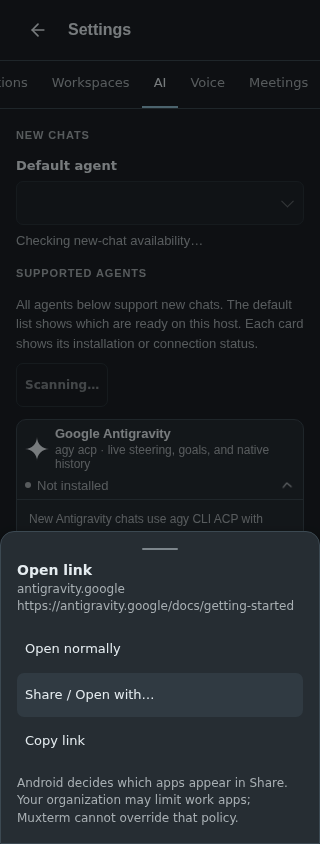 Settings
ions Workspaces AI Voice Meetings
NEW CHATS
Default agent
Checking new-chat availability…
SUPPORTED AGENTS
All agents below support new chats. The default
list shows which are ready on this host. Each card
shows its installation or connection status.
Scanning…
Google Antigravity
agy acp · live steering, goals, and native
history
Not installed
New Antigravity chats use agy CLI ACP with
Open link
antigravity.google
https://antigravity.google/docs/getting-started
Open normally
Share / Open with…
Copy link
Android decides which apps appear in Share.
Your organization may limit work apps;
Muxterm cannot override that policy.